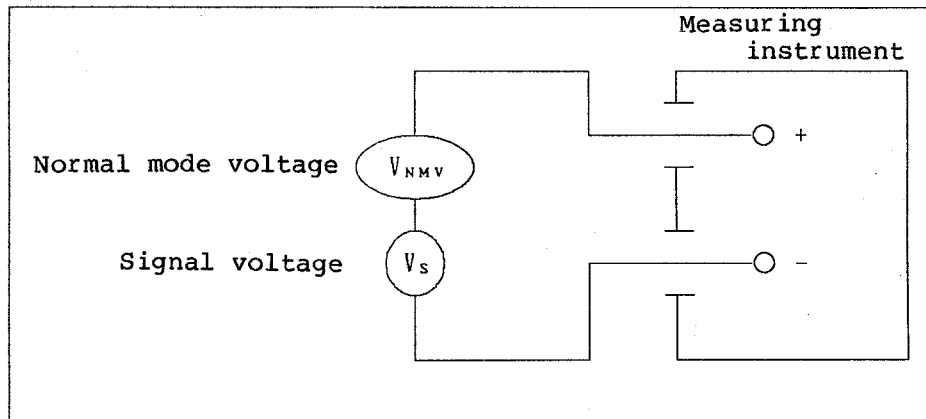 Measuring
instrument
+
Normal mode voltage
VNMV
Signal voltage
VS
-